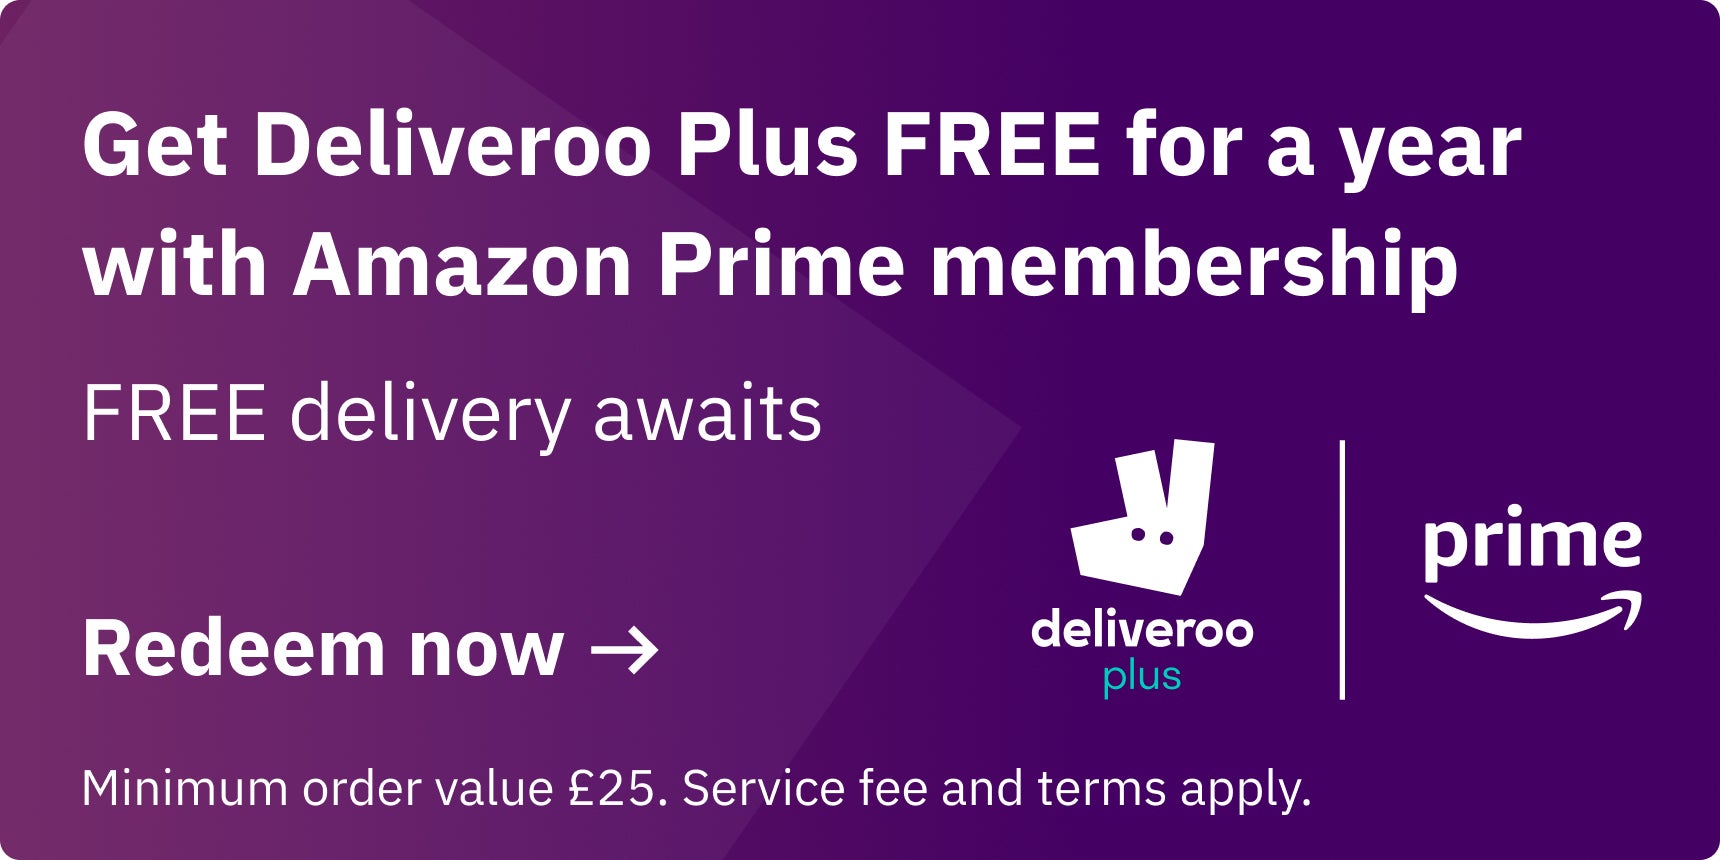 Get Deliveroo Plus FREE for a year
with Amazon Prime membership
FREE delivery awaits
Redeem now →
deliveroo
plus
prime
Minimum order value £25. Service fee and terms apply.